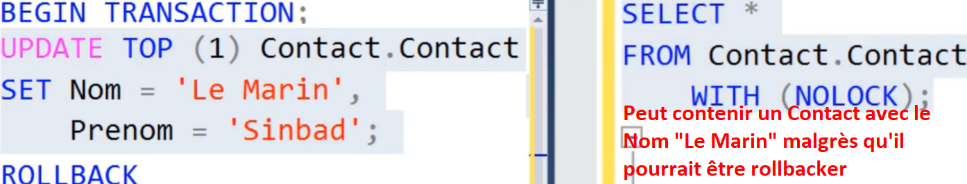 BEGIN TRANSACTION;
UPDATE TOP (1) Contact.Contact
SET Nom = 'Le Marin',
Prenom = 'Sinbad';
ROLLBACK
SELECT *
FROM Contact.Contact
WITH (NOLOCK);
Peut contenir un Contact avec le
Nom "Le Marin" malgrès qu'il
pourrait être rollbacker